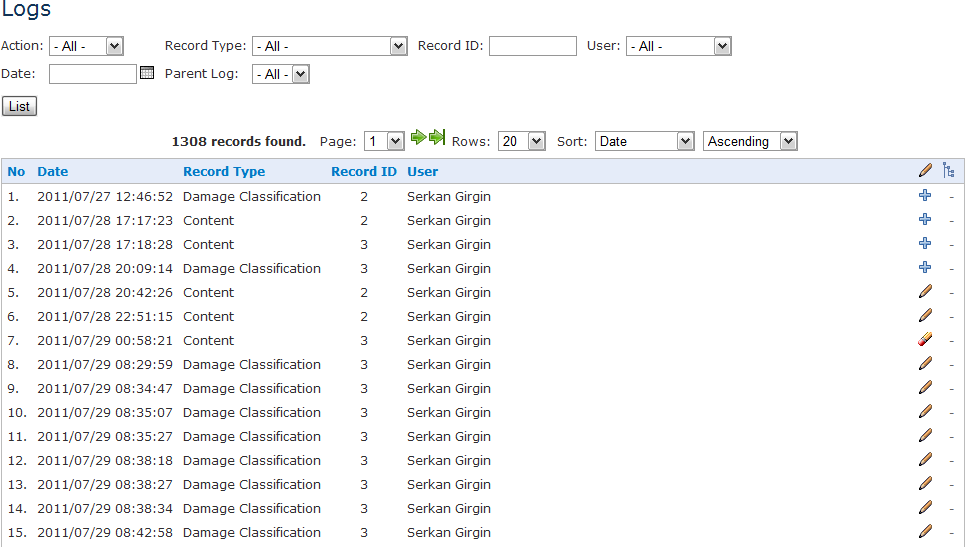 Logs
Action: - All - Record Type: - All - Record ID: User: - All -
Date: Parent Log: - All -
List
1308 records found. Page: 1 Rows: 20 Sort: Date Ascending
No Date Record Type Record ID User
1. 2011/07/27 12:46:52 Damage Classification 2 Serkan Girgin -
2. 2011/07/28 17:17:23 Content 2 Serkan Girgin -
3. 2011/07/28 17:18:28 Content 3 Serkan Girgin -
4. 2011/07/28 20:09:14 Damage Classification 3 Serkan Girgin -
5. 2011/07/28 20:42:26 Content 2 Serkan Girgin -
6. 2011/07/28 22:51:15 Content 2 Serkan Girgin -
7. 2011/07/29 00:58:21 Content 3 Serkan Girgin -
8. 2011/07/29 08:29:59 Damage Classification 3 Serkan Girgin -
9. 2011/07/29 08:34:47 Damage Classification 3 Serkan Girgin -
10. 2011/07/29 08:35:07 Damage Classification 3 Serkan Girgin -
11. 2011/07/29 08:35:27 Damage Classification 3 Serkan Girgin -
12. 2011/07/29 08:38:18 Damage Classification 3 Serkan Girgin -
13. 2011/07/29 08:38:27 Damage Classification 3 Serkan Girgin -
14. 2011/07/29 08:38:34 Damage Classification 3 Serkan Girgin -
15. 2011/07/29 08:42:58 Damage Classification 3 Serkan Girgin -